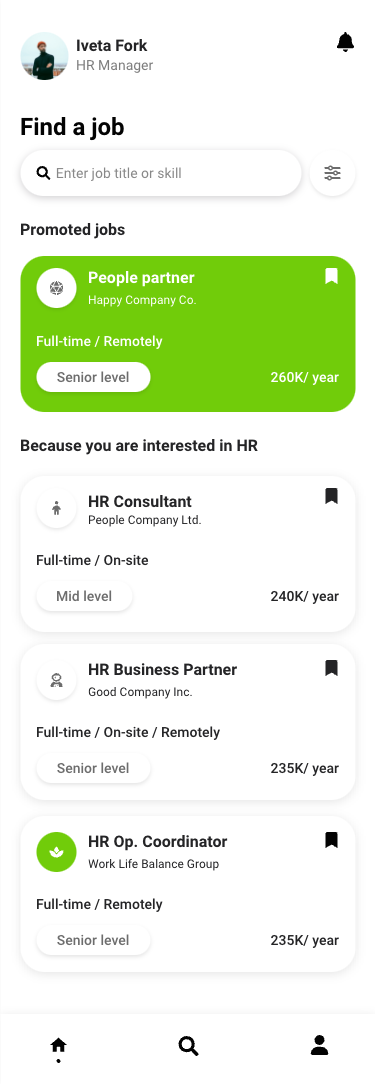 Iveta Fork
HR Manager
Find a job
Enter job title or skill
Promoted jobs
People partner
Happy Company Co.
Full-time / Remotely
Senior level
260K/ year
Because you are interested in HR
HR Consultant
People Company Ltd.
Full-time / On-site
Mid level
240K/ year
HR Business Partner
Good Company Inc.
Full-time / On-site / Remotely
Senior level
235K/ year
HR Op. Coordinator
Work Life Balance Group
Full-time / Remotely
Senior level
235K/ year